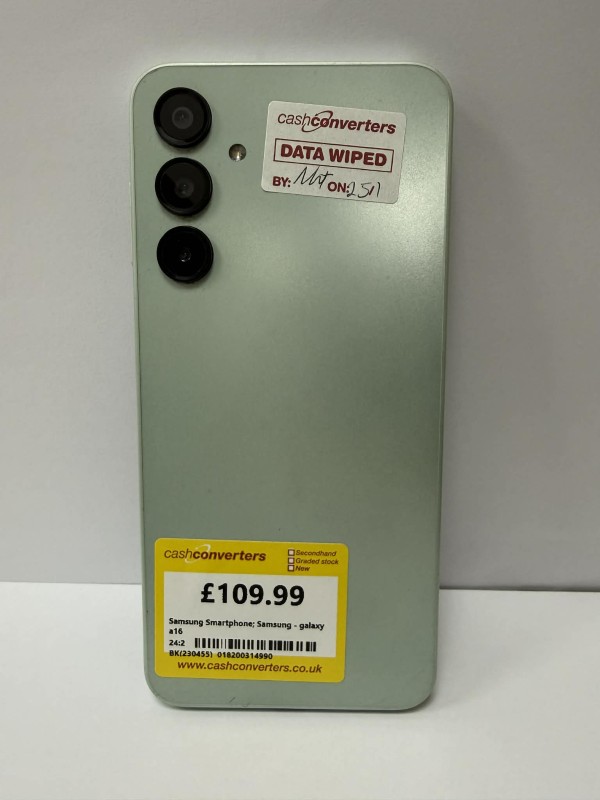 cashconverters
DATA WIPED
BY: ON:
cashconverters
Secondhand
Graded stock
New
£109.99
Samsung Smartphone; Samsung - galaxy
a16
24:2
BK(230455) 018200314990
www.cashconverters.co.uk